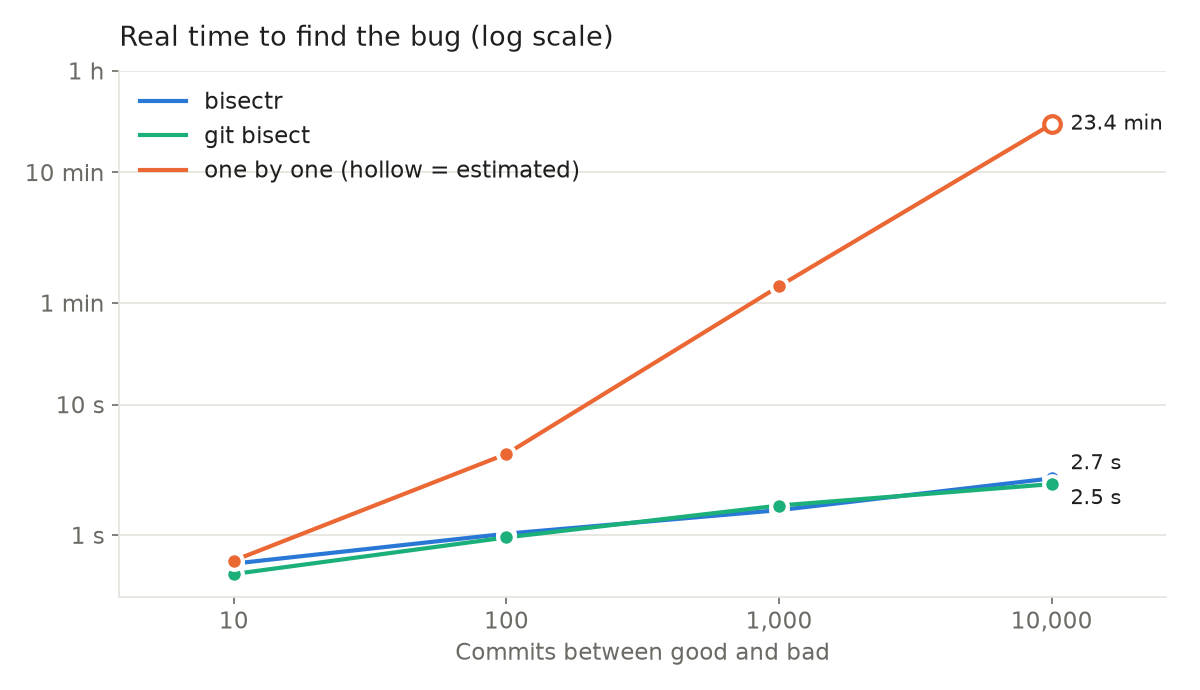 Real time to find the bug (log scale)
1 h
10 min
1 min
10 s
1 s
bisectr
git bisect
one by one (hollow = estimated)
23.4 min
2.7 s
2.5 s
10
100
1,000
10,000
Commits between good and bad